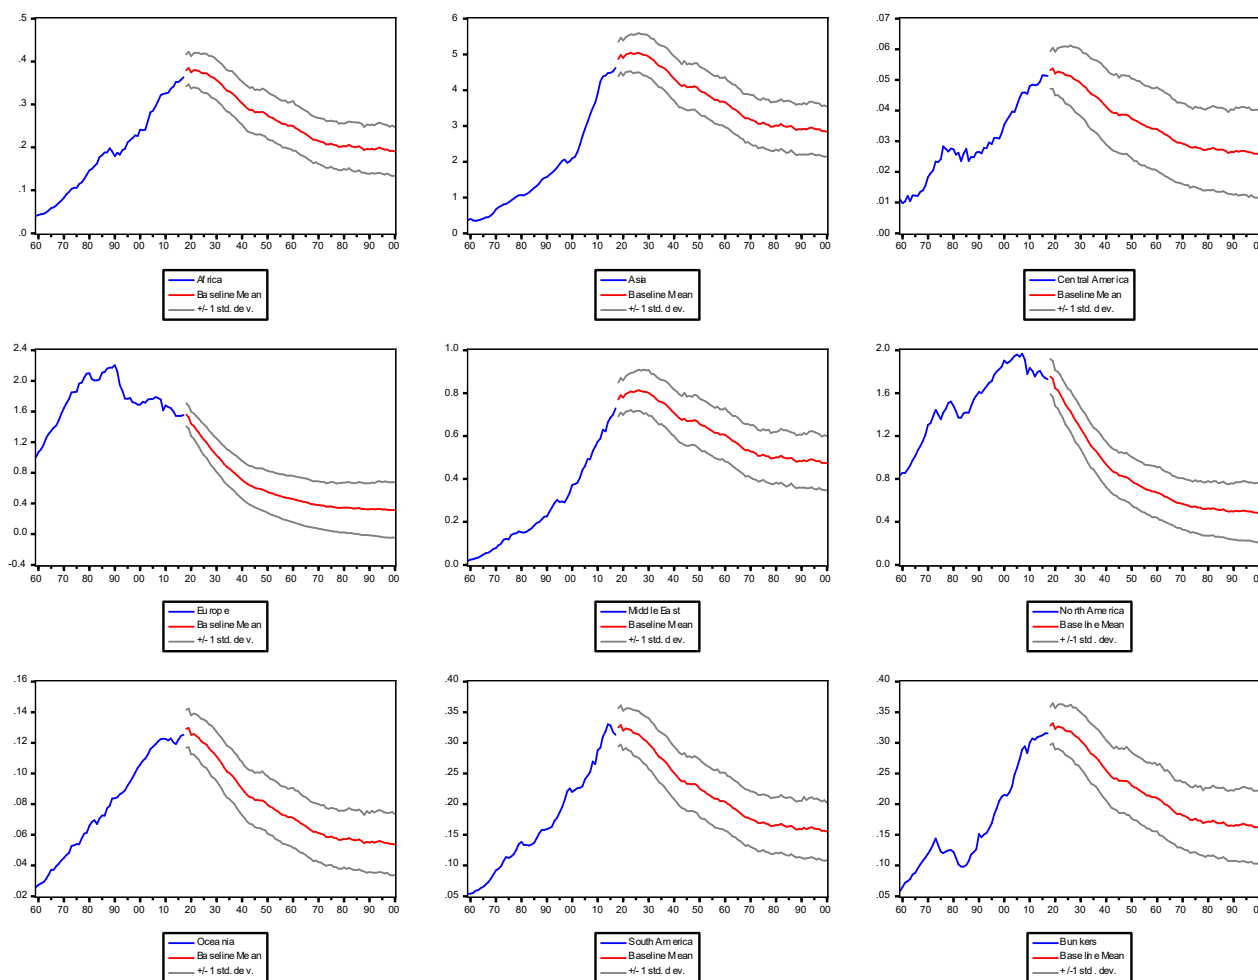 .5
.4
.3
.2
.1
.0
60 70 80 90 00 10 20 30 40 50 60 70 80 90 00
Africa
Baseline Mean
+/- 1 std. dev.
6
5
4
3
2
1
0
60 70 80 90 00 10 20 30 40 50 60 70 80 90 00
Asia
Baseline Mean
+/- 1 std. dev.
.07
.06
.05
.04
.03
.02
.01
.00
60 70 80 90 00 10 20 30 40 50 60 70 80 90 0
Central America
Baseline Mean
+/- 1 std. dev.
2.4
2.0
1.6
1.2
0.8
0.4
0.0
-0.4
60 70 80 90 00 10 20 30 40 50 60 70 80 90 00
Europe
Baseline Mean
+/- 1 std. dev.
1.0
0.8
0.6
0.4
0.2
0.0
60 70 80 90 00 10 20 30 40 50 60 70 80 90 00
Middle East
Baseline Mean
+/- 1 std. dev.
2.0
1.6
1.2
0.8
0.4
0.0
60 70 80 90 00 10 20 30 40 50 60 70 80 90 0
North America
Baseline Mean
+/- 1 std. dev.
.16
.14
.12
.10
.08
.06
.04
.02
60 70 80 90 00 10 20 30 40 50 60 70 80 90 00
Oceania
Baseline Mean
+/- 1 std. dev.
.40
.35
.30
.25
.20
.15
.10
.05
60 70 80 90 00 10 20 30 40 50 60 70 80 90 00
South America
Baseline Mean
+/- 1 std. dev.
.40
.35
.30
.25
.20
.15
.10
.05
60 70 80 90 00 10 20 30 40 50 60 70 80 90 0
Bunkers
Baseline Mean
+/- 1 std. dev.